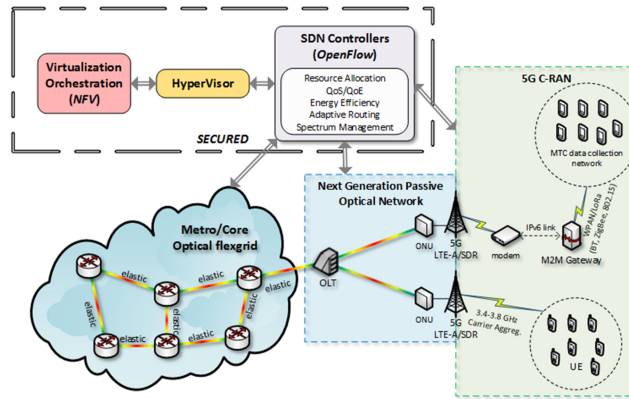 Virtualization
Orchestration
(NFV)
HyperVisor
SDN Controllers
(OpenFlow)
Resource Allocation
QoS/QoE
Energy Efficiency
Adaptive Routing
Spectrum Management
SECURED
5G C-RAN
MTC data collection
network
WPAN/LoRa
(BT, ZigBee, 802.15)
Next Generation Passive
Optical Network
Metro/Core
Optical flexgrid
elastic
elastic
elastic
elastic
elastic
elastic
elastic
elastic
OLT
ONU
5G
LTE-A/SDR
modem
IPv6 link
M2M Gateway
ONU
5G
LTE-A/SDR
3.4-3.8 GHz
Carrier Aggreg.
UE